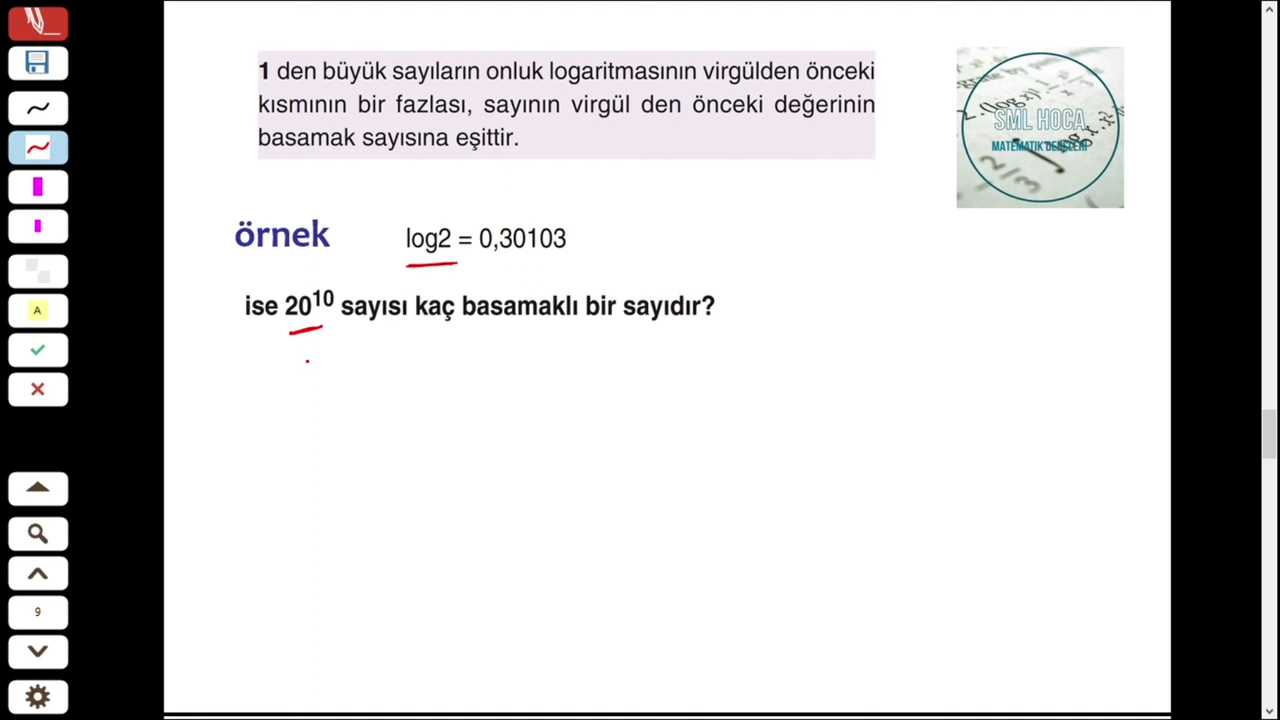 1 den büyük sayıların onluk logaritmasının virgülden önceki
kısmının bir fazlası, sayının virgül den önceki değerinin
basamak sayısına eşittir.
SML HOCA
MATEMATİK DERSLERİ
örnek log2 = 0,30103
ise 20¹⁰ sayısı kaç basamaklı bir sayıdır?
A
9